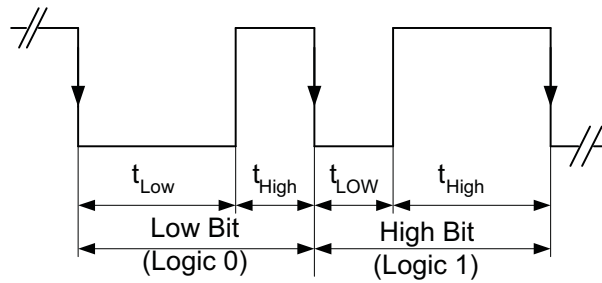 tLow tHigh tLOW tHigh
Low Bit High Bit
(Logic 0) (Logic 1)